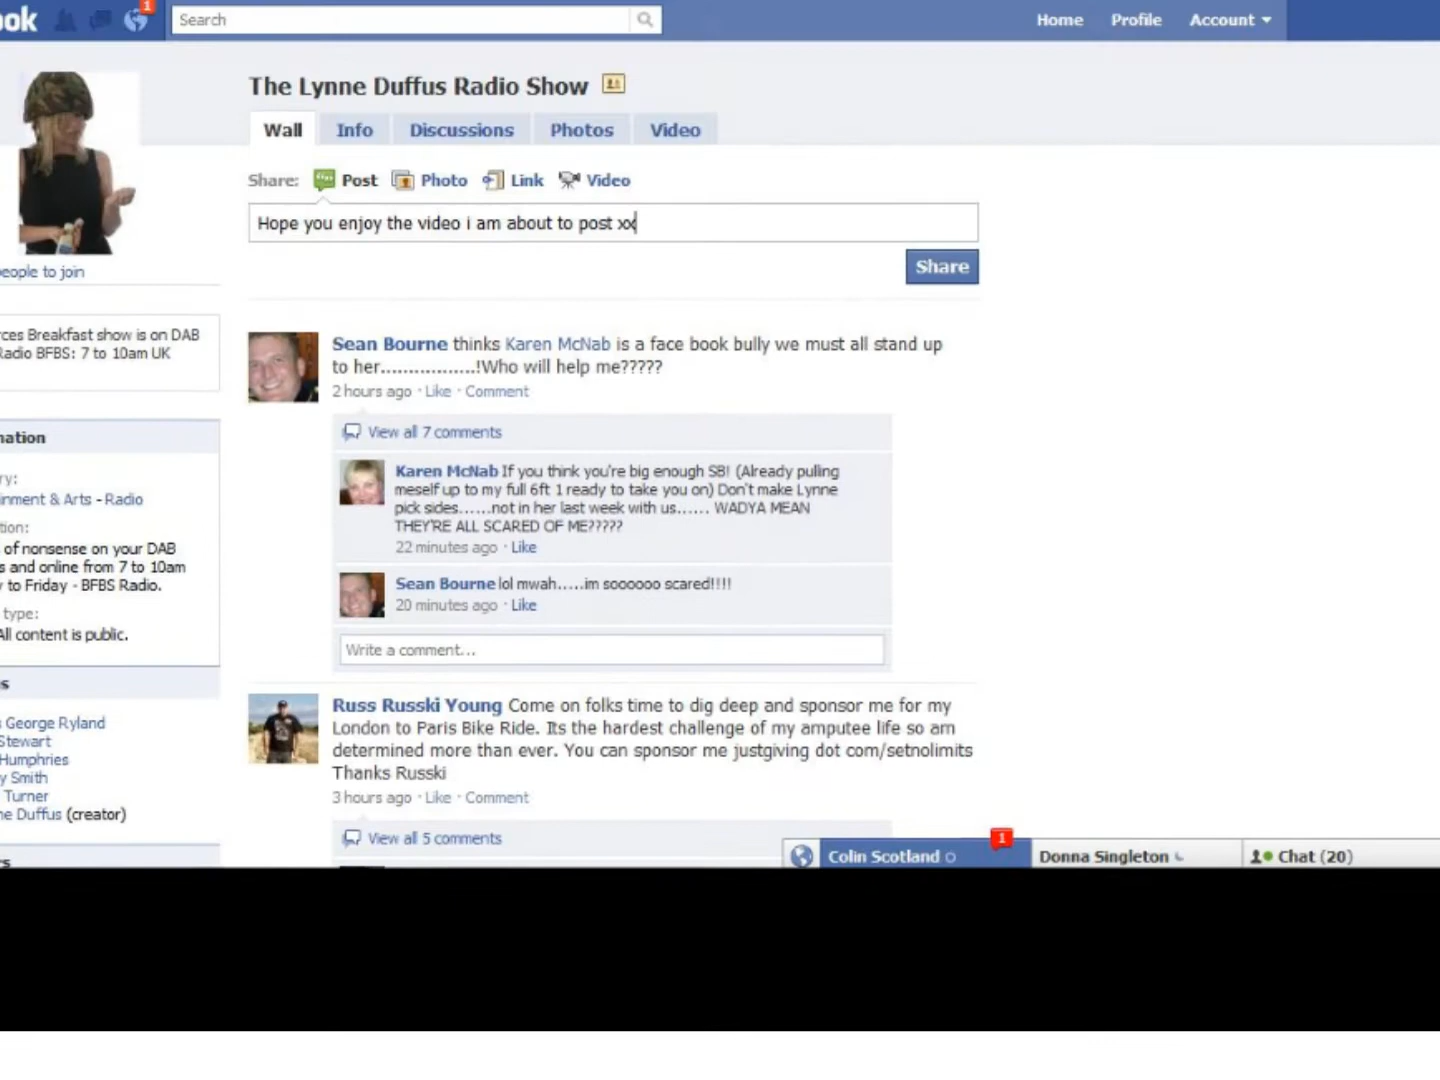 ook 1 Search Home Profile Account
The Lynne Duffus Radio Show
Wall Info Discussions Photos Video
Share: Post Photo Link Video
Hope you enjoy the video i am about to post xx
Share
people to join
rces Breakfast show is on DAB
Radio BFBS: 7 to 10am UK
mation
ry:
inment & Arts - Radio
tion:
of nonsense on your DAB
s and online from 7 to 10am
y to Friday - BFBS Radio.
type:
All content is public.
s
George Ryland
Stewart
Humphries
y Smith
Turner
ne Duffus (creator)
rs
Sean Bourne thinks Karen McNab is a face book bully we must all stand up
to her.................!Who will help me?????
2 hours ago · Like · Comment
View all 7 comments
Karen McNab If you think you're big enough SB! (Already pulling
meself up to my full 6ft 1 ready to take you on) Don't make Lynne
pick sides......not in her last week with us...... WADYA MEAN
THEY'RE ALL SCARED OF ME?????
22 minutes ago · Like
Sean Bourne lol mwah.....im soooooo scared!!!!
20 minutes ago · Like
Write a comment...
Russ Russki Young Come on folks time to dig deep and sponsor me for my
London to Paris Bike Ride. Its the hardest challenge of my amputee life so am
determined more than ever. You can sponsor me justgiving dot com/setnolimits
Thanks Russki
3 hours ago · Like · Comment
View all 5 comments
Colin Scotland 1 Donna Singleton Chat (20)